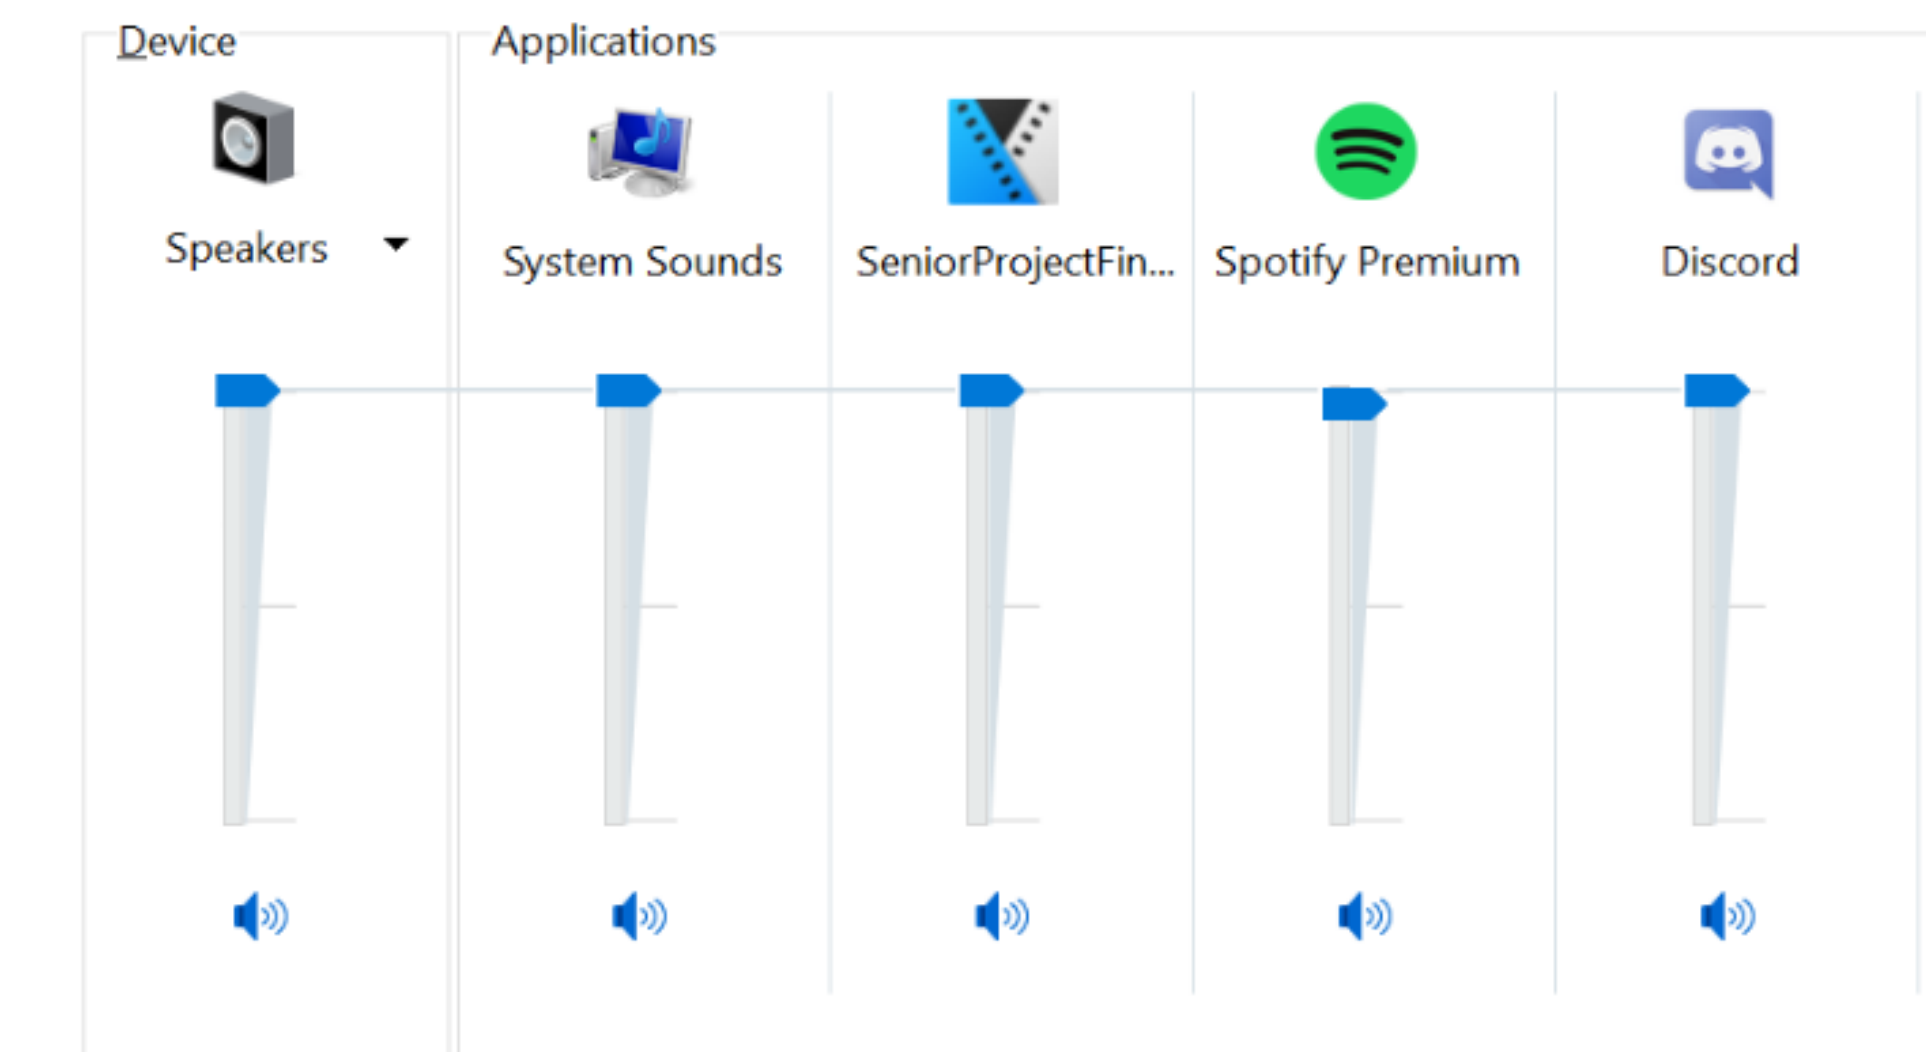 Device
Applications
Speakers
System Sounds
SeniorProjectFin...
Spotify Premium
Discord